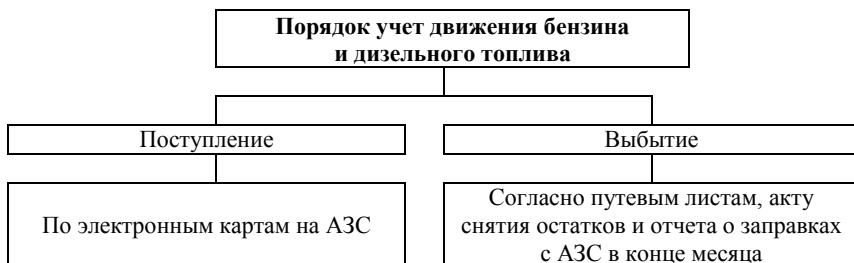 Порядок учет движения бензина
и дизельного топлива
Поступление
Выбытие
По электронным картам на АЗС
Согласно путевым листам, акту
снятия остатков и отчета о заправках
с АЗС в конце месяца